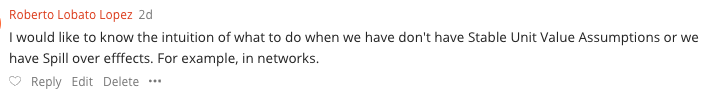 Roberto Lobato Lopez 2d
I would like to know the intuition of what to do when we have don't have Stable Unit Value Assumptions or we
have Spill over efffects. For example, in networks.
Reply Edit Delete •••